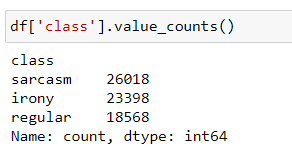 df['class'].value_counts()
class
sarcasm    26018
irony      23398
regular    18568
Name: count, dtype: int64